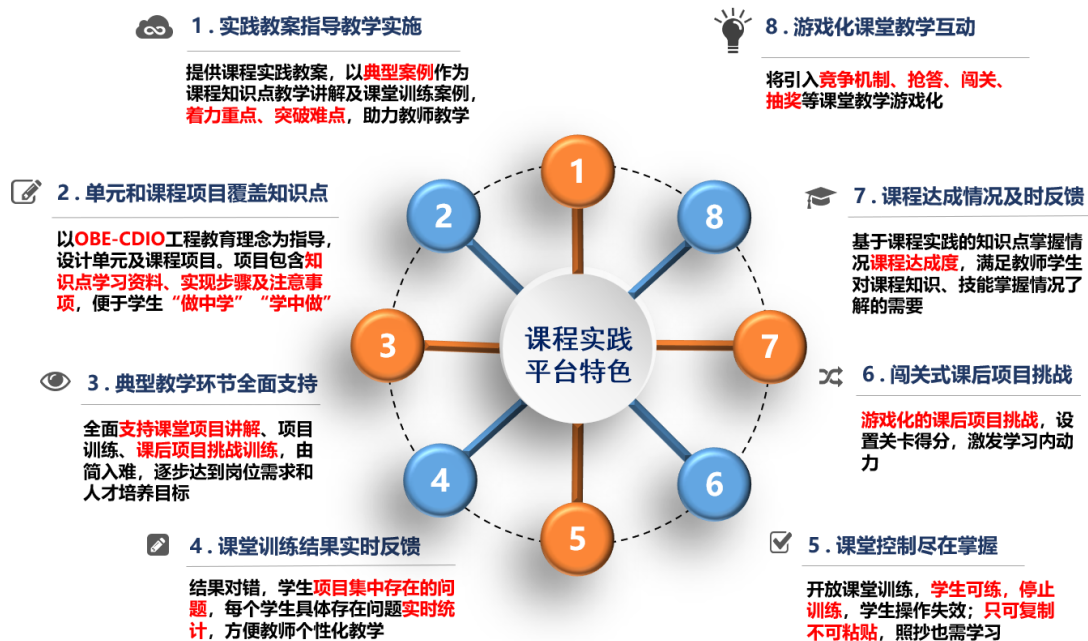 1 . 实践教案指导教学实施
提供课程实践教案，以典型案例作为
课程知识点教学讲解及课堂训练案例，
着力重点、突破难点，助力教师教学
2 . 单元和课程项目覆盖知识点
以OBE-CDIO工程教育理念为指导，
设计单元及课程项目。项目包含知
识点学习资料、实现步骤及注意事
项，便于学生“做中学”“学中做”
3 . 典型教学环节全面支持
全面支持课堂项目讲解、项目
训练、课后项目挑战训练，由
简入难，逐步达到岗位需求和
人才培养目标
4 . 课堂训练结果实时反馈
结果对错，学生项目集中存在的问
题，每个学生具体存在问题实时统
计，方便教师个性化教学
1
2
3
4
5
6
7
8
课程实践
平台特色
8 . 游戏化课堂教学互动
将引入竞争机制、抢答、闯关、
抽奖等课堂教学游戏化
7 . 课程达成情况及时反馈
基于课程实践的知识点掌握情
况课程达成度，满足教师学生
对课程知识、技能掌握情况了
解的需要
6 . 闯关式课后项目挑战
游戏化的课后项目挑战，设
置关卡得分，激发学习内动
力
5 . 课堂控制尽在掌握
开放课堂训练，学生可练，停止
训练，学生操作失效；只可复制
不可粘贴，照抄也需学习